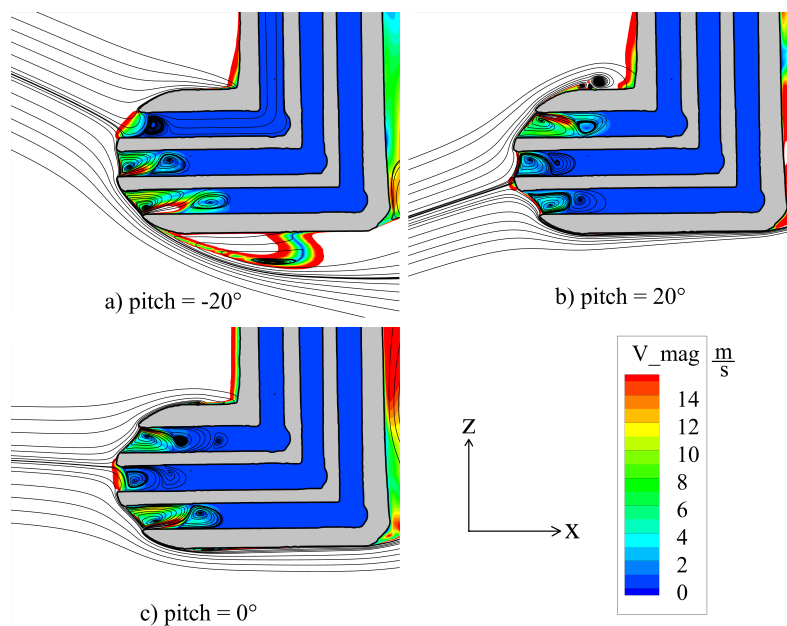 a) pitch = -20°
b) pitch = 20°
c) pitch = 0°
z
x
V_mag m/s
14
12
10
8
6
4
2
0